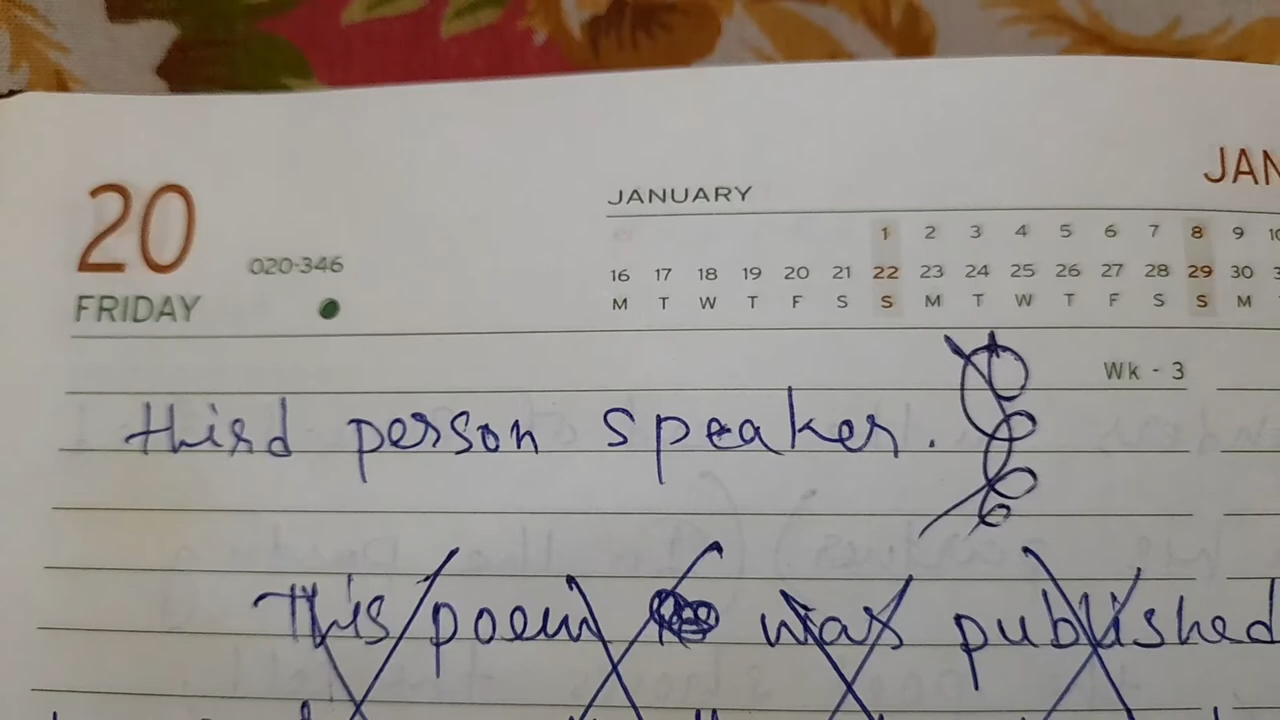 JAN
20
020-346
FRIDAY
JANUARY
1 2 3 4 5 6 7 8 9 10
16 17 18 19 20 21 22 23 24 25 26 27 28 29 30 3
M T W T F S S M T W T F S S M
Wk - 3
third person speaker.
This poem was published